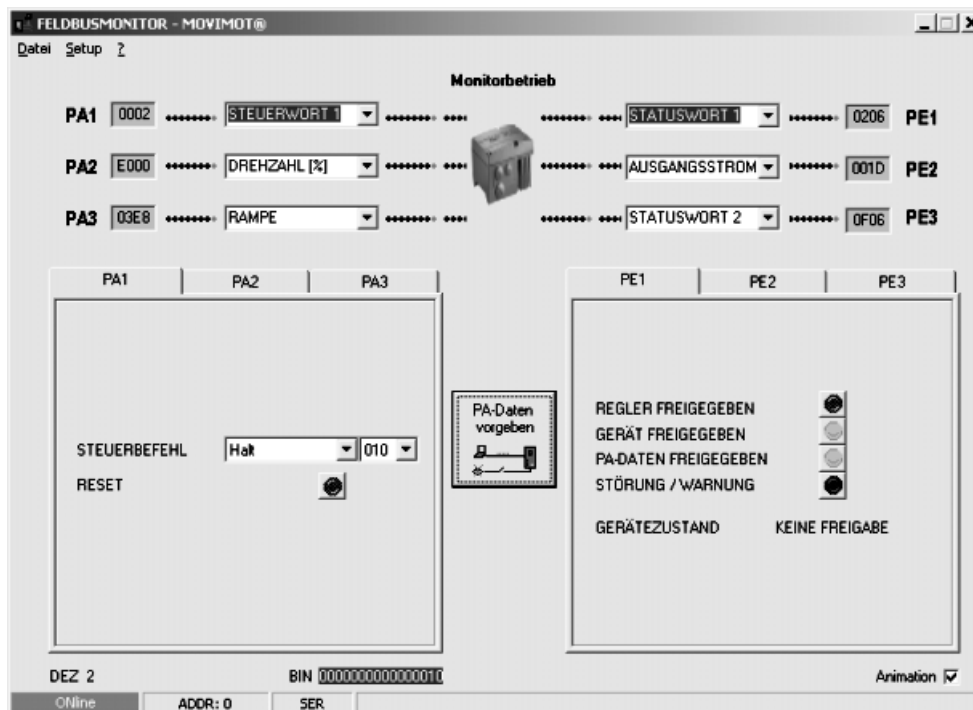 FELDBUSMONITOR - MOVIMOT®
Datei Setup ?
Monitorbetrieb
PA1 0002 STEUERWORT 1 STATUSWORT 1 0206 PE1
PA2 E000 DREHZAHL [%] AUSGANGSSTROM 001D PE2
PA3 03E8 RAMPE STATUSWORT 2 0F06 PE3
PA1 PA2 PA3
STEUERBEFEHL Halt 010
RESET
PA-Daten
vorgeben
PE1 PE2 PE3
REGLER FREIGEGEBEN
GERÄT FREIGEGEBEN
PA-DATEN FREIGEGEBEN
STÖRUNG / WARNUNG
GERÄTEZUSTAND KEINE FREIGABE
DEZ 2 BIN 0000000000000010 Animation
ONline ADDR: 0 SER